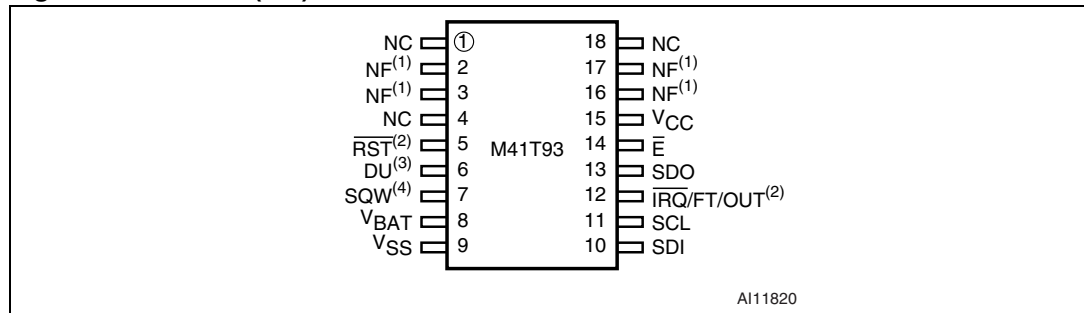 NC 1 18 NC
NF(1) 2 17 NF(1)
NF(1) 3 16 NF(1)
NC 4 15 VCC
RST(2) 5 M41T93 14 E
DU(3) 6 13 SDO
SQW(4) 7 12 IRQ/FT/OUT(2)
VBAT 8 11 SCL
VSS 9 10 SDI
AI11820